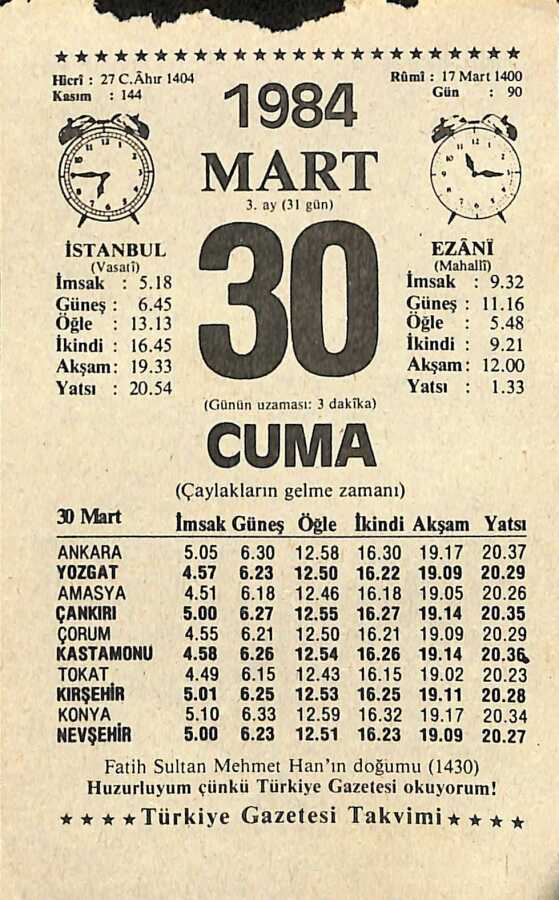 ★ ★ ★ ★ ★ ★ ★ ★ ★ ★ ★ ★ ★ ★ ★ ★ ★ ★ ★ ★ ★ ★ ★ ★
Hicrî : 27 C.Âhır 1404
Kasım : 144
Rûmî : 17 Mart 1400
Gün : 90
1984
MART
3. ay (31 gün)
30
İSTANBUL
(Vasatî)
İmsak : 5.18
Güneş : 6.45
Öğle : 13.13
İkindi : 16.45
Akşam: 19.33
Yatsı : 20.54
EZÂNÎ
(Mahallî)
İmsak : 9.32
Güneş : 11.16
Öğle : 5.48
İkindi : 9.21
Akşam: 12.00
Yatsı : 1.33
(Günün uzaması: 3 dakîka)
CUMA
(Çaylakların gelme zamanı)
30 Mart İmsak Güneş Öğle İkindi Akşam Yatsı
ANKARA 5.05 6.30 12.58 16.30 19.17 20.37
YOZGAT 4.57 6.23 12.50 16.22 19.09 20.29
AMASYA 4.51 6.18 12.46 16.18 19.05 20.26
ÇANKIRI 5.00 6.27 12.55 16.27 19.14 20.35
ÇORUM 4.55 6.21 12.50 16.21 19.09 20.29
KASTAMONU 4.58 6.26 12.54 16.26 19.14 20.36
TOKAT 4.49 6.15 12.43 16.15 19.02 20.23
KIRŞEHİR 5.01 6.25 12.53 16.25 19.11 20.28
KONYA 5.10 6.33 12.59 16.32 19.17 20.34
NEVŞEHİR 5.00 6.23 12.51 16.23 19.09 20.27
Fatih Sultan Mehmet Han'ın doğumu (1430)
Huzurluyum çünkü Türkiye Gazetesi okuyorum!
★ ★ ★ ★ Türkiye Gazetesi Takvimi ★ ★ ★ ★